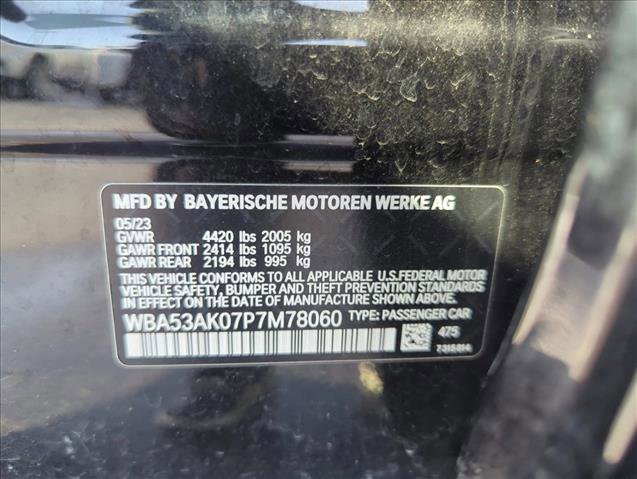 MFD BY BAYERISCHE MOTOREN WERKE AG
05/23
GVWR 4420 lbs 2005 kg
GAWR FRONT 2414 lbs 1095 kg
GAWR REAR 2194 lbs 995 kg
THIS VEHICLE CONFORMS TO ALL APPLICABLE U.S.FEDERAL MOTOR
VEHICLE SAFETY, BUMPER AND THEFT PREVENTION STANDARDS
IN EFFECT ON THE DATE OF MANUFACTURE SHOWN ABOVE.
WBA53AK07P7M78060 TYPE: PASSENGER CAR
475
7315814